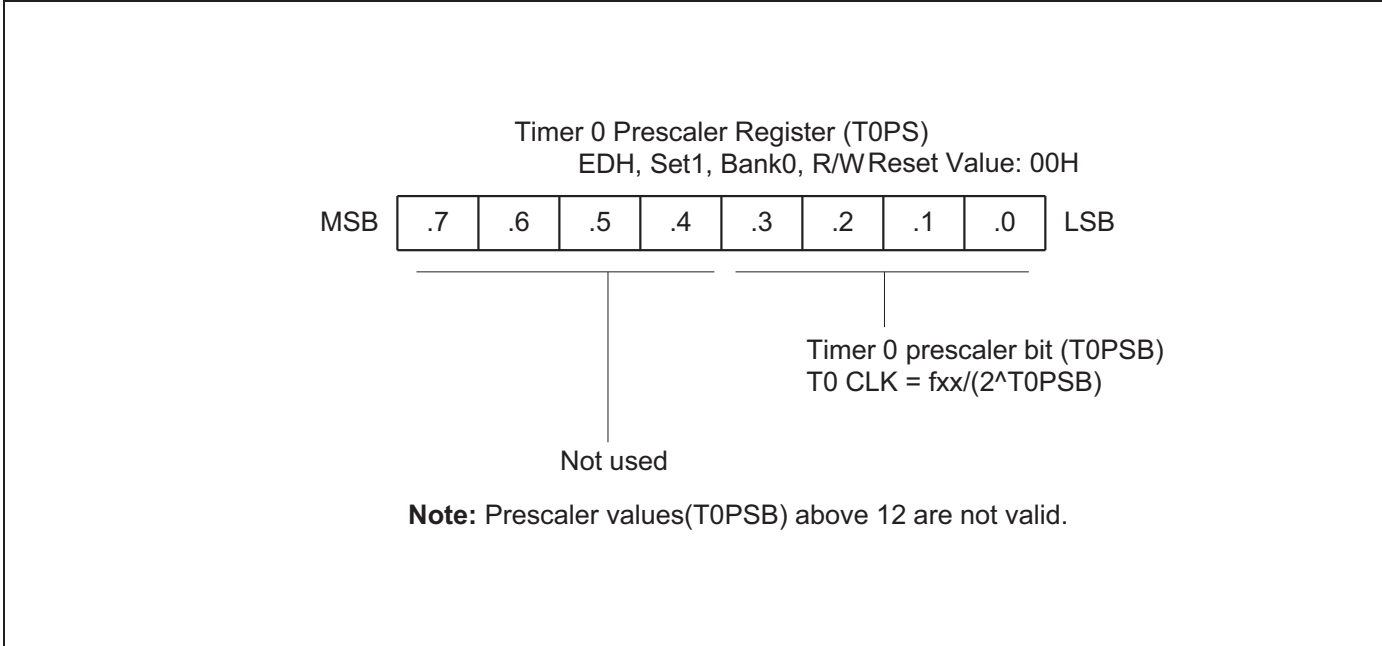 Timer 0 Prescaler Register (T0PS)
EDH, Set1, Bank0, R/W Reset Value: 00H
MSB .7 .6 .5 .4 .3 .2 .1 .0 LSB
Timer 0 prescaler bit (T0PSB)
T0 CLK = fxx/(2^T0PSB)
Not used
Note: Prescaler values(T0PSB) above 12 are not valid.